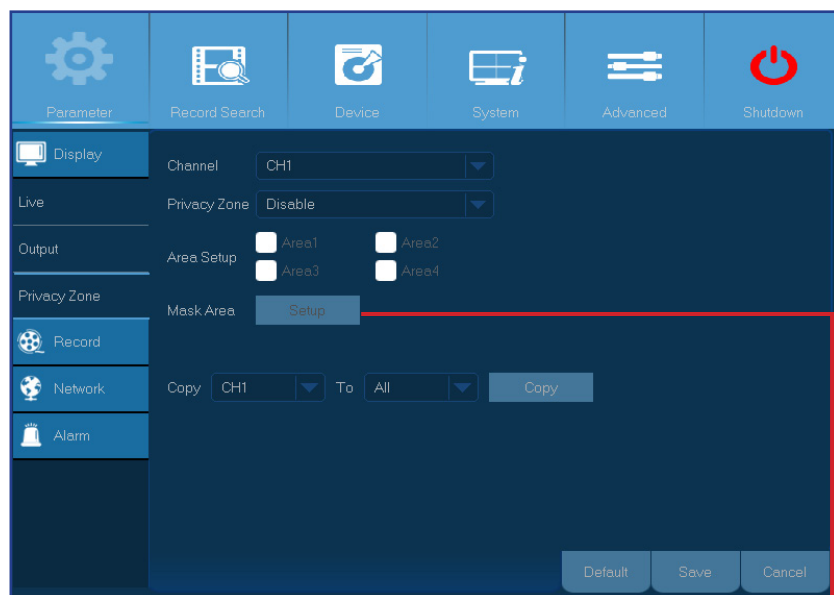 Parameter Record Search Device System Advanced Shutdown
Display
Live
Output
Privacy Zone
Record
Network
Alarm
Channel CH1
Privacy Zone Disable
Area Setup Area1 Area2
Area3 Area4
Mask Area Setup
Copy CH1 To All Copy
Default Save Cancel